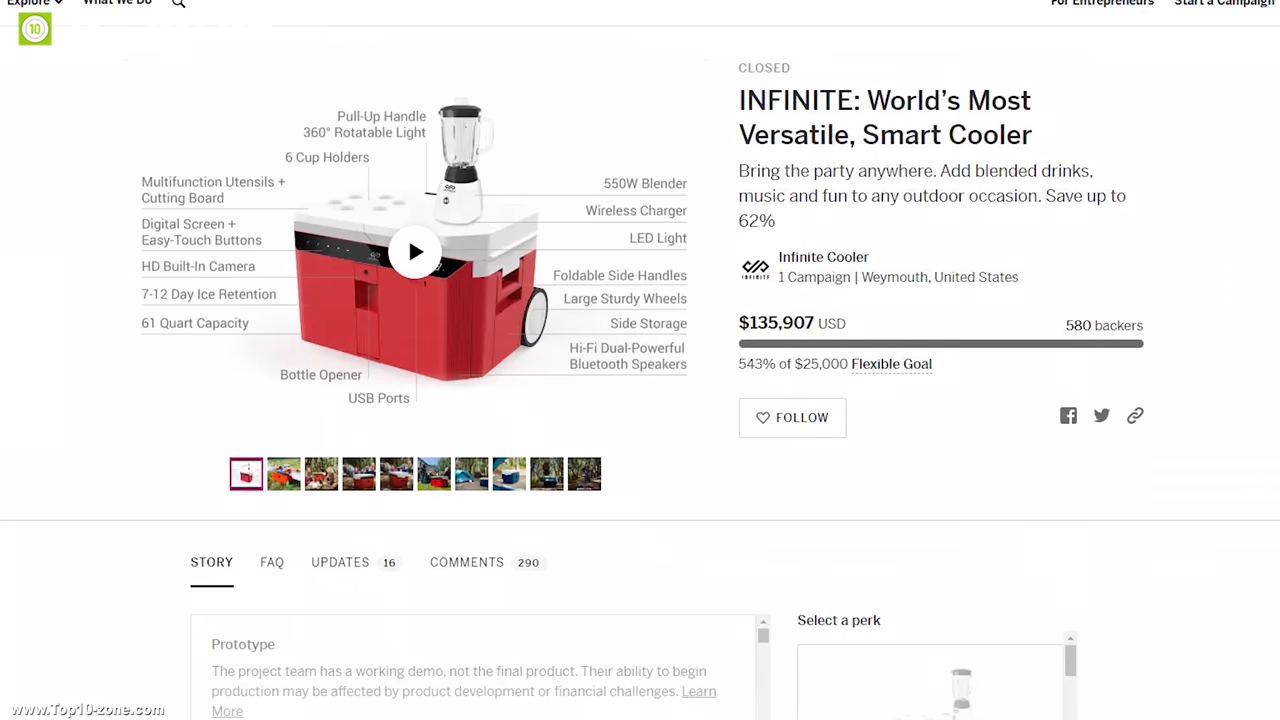 Explore
What We Do
For Entrepreneurs
Start a Campaign
10
Pull-Up Handle
360° Rotatable Light
6 Cup Holders
Multifunction Utensils +
Cutting Board
Digital Screen +
Easy-Touch Buttons
HD Built-In Camera
7-12 Day Ice Retention
61 Quart Capacity
Bottle Opener
USB Ports
550W Blender
Wireless Charger
LED Light
Foldable Side Handles
Large Sturdy Wheels
Side Storage
Hi-Fi Dual-Powerful
Bluetooth Speakers
CLOSED
INFINITE: World's Most
Versatile, Smart Cooler
Bring the party anywhere. Add blended drinks,
music and fun to any outdoor occasion. Save up to
62%
INFINITE
Infinite Cooler
1 Campaign | Weymouth, United States
$135,907 USD
580 backers
543% of $25,000 Flexible Goal
FOLLOW
STORY
FAQ
UPDATES 16
COMMENTS 290
Prototype
The project team has a working demo, not the final product. Their ability to begin
production may be affected by product development or financial challenges. Learn
More
Select a perk
www.Top10-zone.com